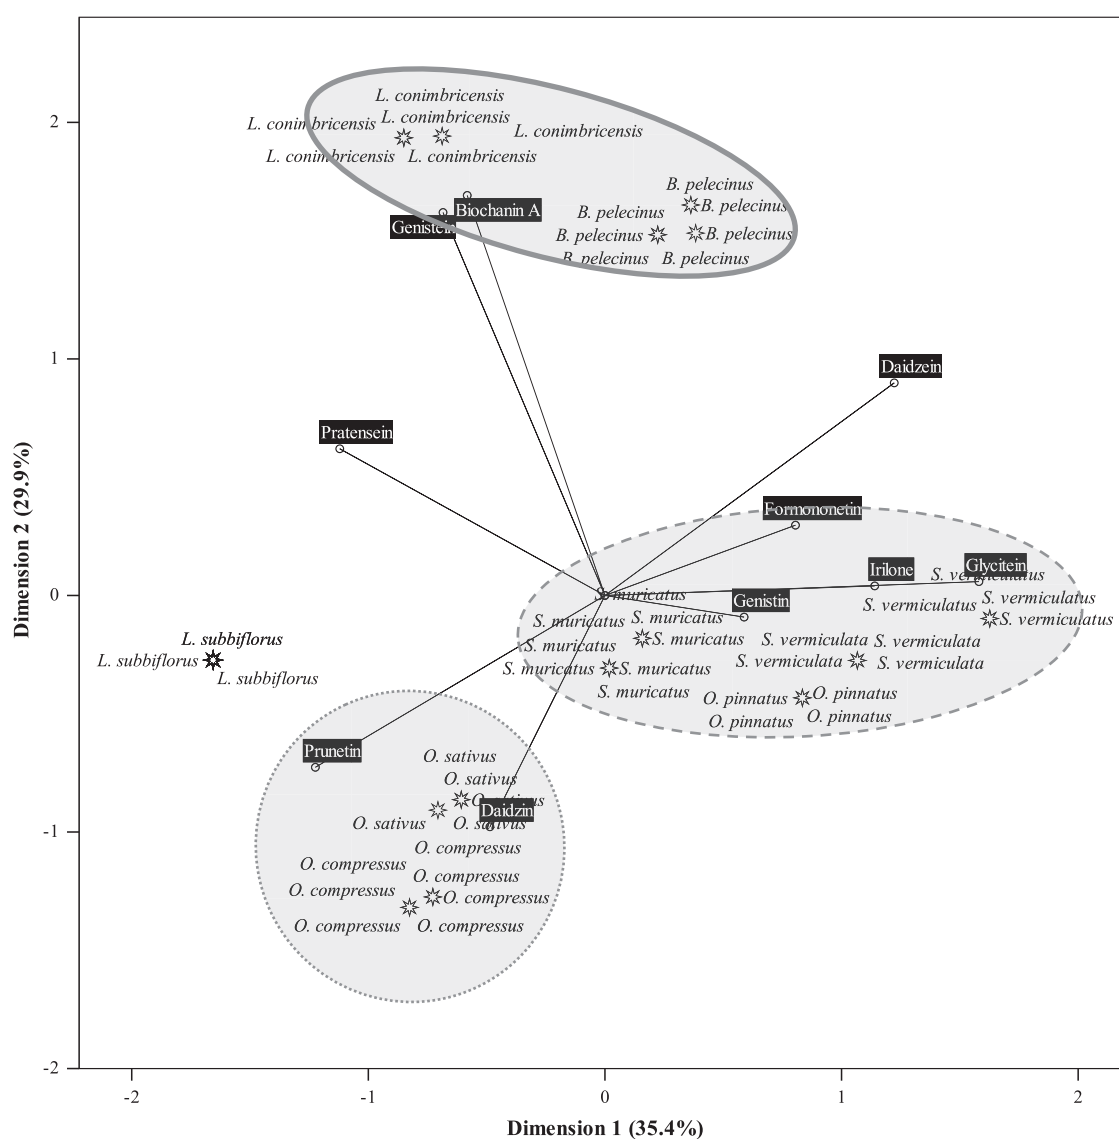 L. conimbricensis
L. conimbricensis
L. conimbricensis
L. conimbricensis
L. conimbricensis L. conimbricensis
2
B. pelecinus
Biochanin A
B. pelecinus
B. pelecinus
Genistein
B. pelecinus
B. pelecinus
B. pelecinus B. pelecinus
1
Daidzein
Pratensein
Formononetin
Irilone
Glycitein
S. vermiculatus
0
S. muricatus
Genistin
S. vermiculatus
S. vermiculatus
S. muricatus
S. muricatus
S. vermiculatus
L. subbiflorus
S. muricatus
S. muricatus
S. vermiculata
S. vermiculatus
L. subbiflorus
S. muricatus
S. muricatus
S. vermiculata
S. vermiculatus
L. subbiflorus
S. muricatus
O. pinnatus
O. pinnatus
O. pinnatus
O. pinnatus
Prunetin
O. sativus
O. sativus
O. sativus
Daidzin
O. sativus
O. sativus
-1
O. compressus
O. compressus
O. compressus
O. compressus
O. compressus
O. compressus
O. compressus
-2
-2
-1
0
1
2
Dimension 1 (35.4%)
Dimension 2 (29.9%)